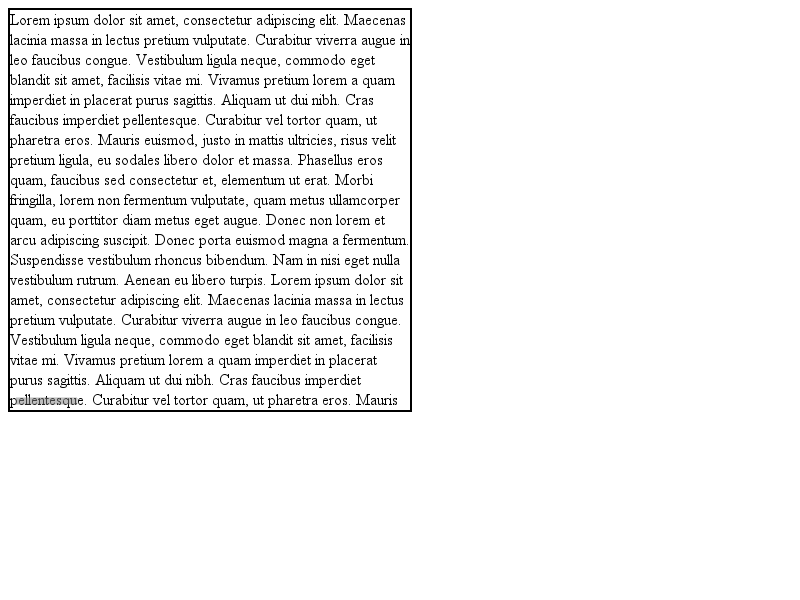 Lorem ipsum dolor sit amet, consectetur adipiscing elit. Maecenas
lacinia massa in lectus pretium vulputate. Curabitur viverra augue in
leo faucibus congue. Vestibulum ligula neque, commodo eget
blandit sit amet, facilisis vitae mi. Vivamus pretium lorem a quam
imperdiet in placerat purus sagittis. Aliquam ut dui nibh. Cras
faucibus imperdiet pellentesque. Curabitur vel tortor quam, ut
pharetra eros. Mauris euismod, justo in mattis ultricies, risus velit
pretium ligula, eu sodales libero dolor et massa. Phasellus eros
quam, faucibus sed consectetur et, elementum ut erat. Morbi
fringilla, lorem non fermentum vulputate, quam metus ullamcorper
quam, eu porttitor diam metus eget augue. Donec non lorem et
arcu adipiscing suscipit. Donec porta euismod magna a fermentum.
Suspendisse vestibulum rhoncus bibendum. Nam in nisi eget nulla
vestibulum rutrum. Aenean eu libero turpis. Lorem ipsum dolor sit
amet, consectetur adipiscing elit. Maecenas lacinia massa in lectus
pretium vulputate. Curabitur viverra augue in leo faucibus congue.
Vestibulum ligula neque, commodo eget blandit sit amet, facilisis
vitae mi. Vivamus pretium lorem a quam imperdiet in placerat
purus sagittis. Aliquam ut dui nibh. Cras faucibus imperdiet
pellentesque. Curabitur vel tortor quam, ut pharetra eros. Mauris